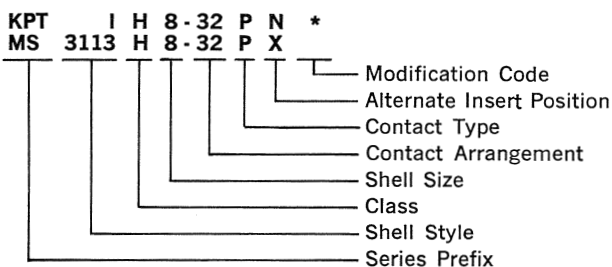 KPT I H 8 - 32 P N *
MS 3113 H 8 - 32 P X
Modification Code
Alternate Insert Position
Contact Type
Contact Arrangement
Shell Size
Class
Shell Style
Series Prefix